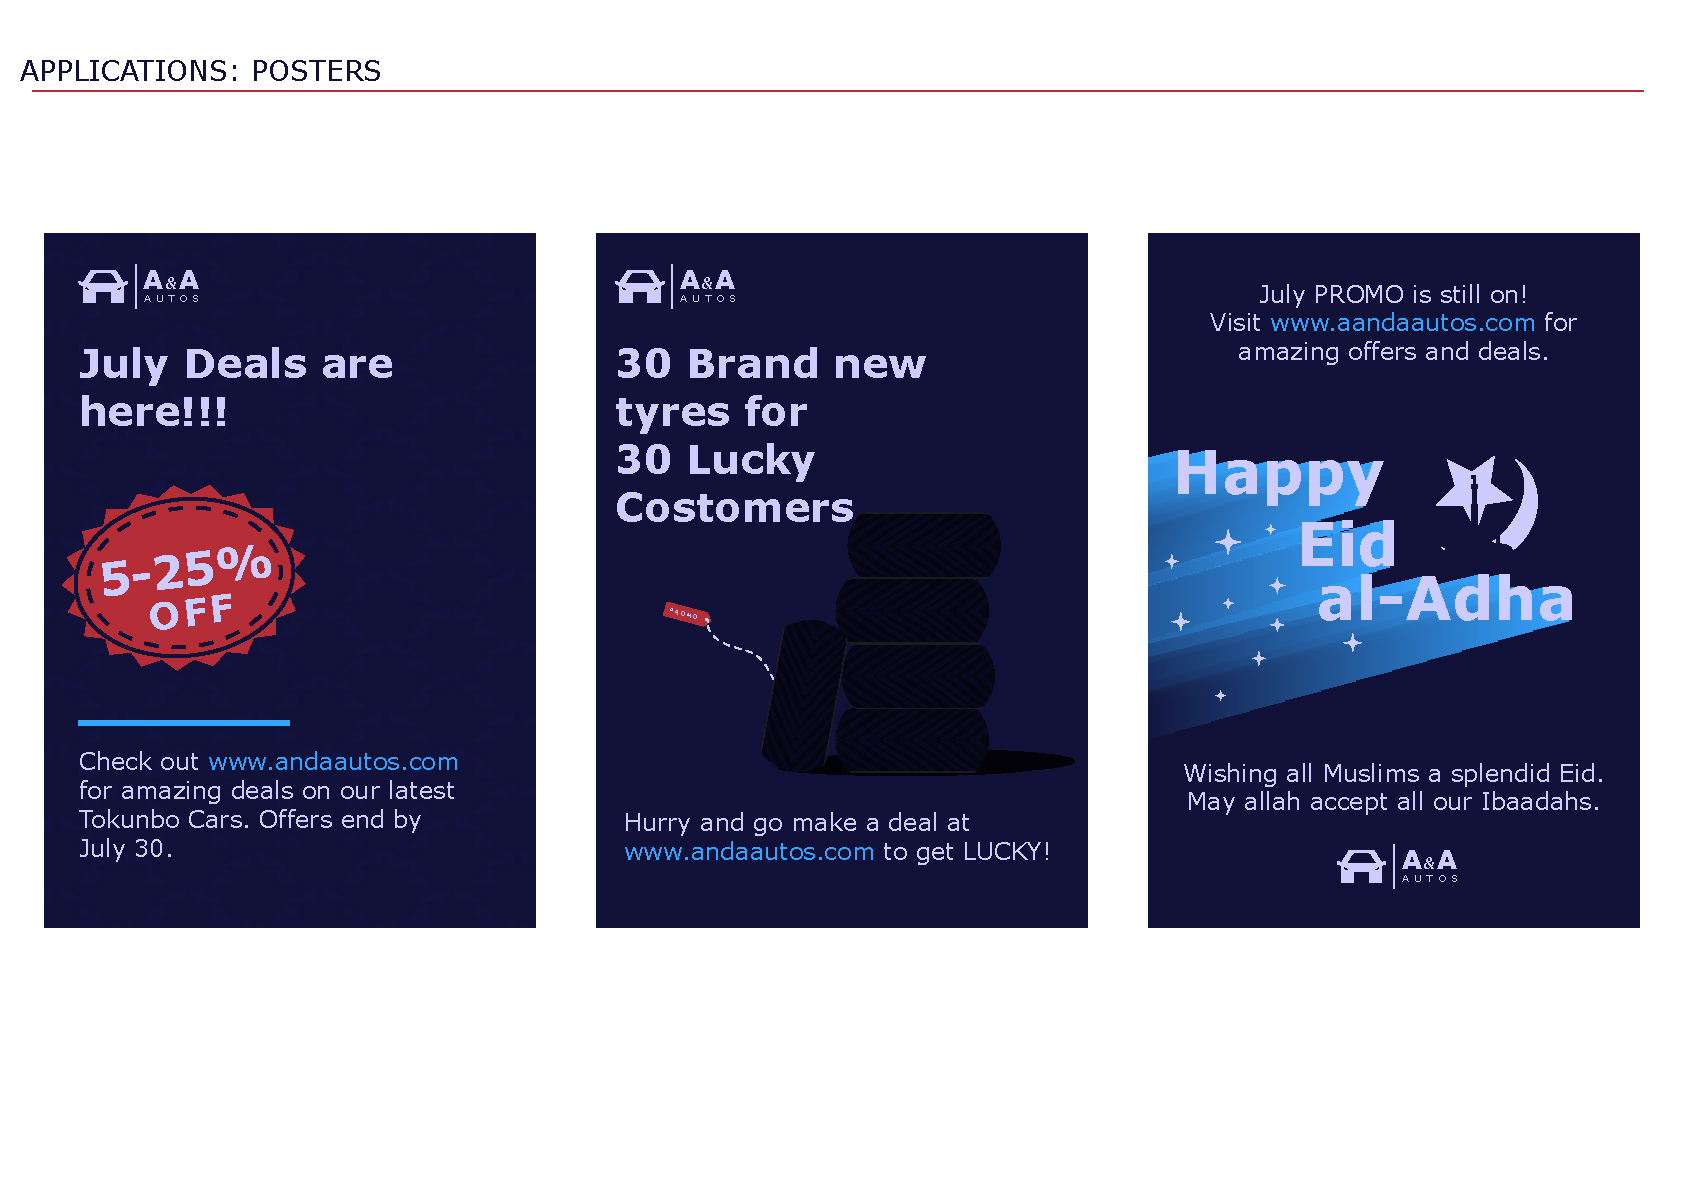 APPLICATIONS: POSTERS
A&A
AUTOS
July Deals are
here!!!
5-25%
OFF
Check out www.andaautos.com
for amazing deals on our latest
Tokunbo Cars. Offers end by
July 30.
A&A
AUTOS
30 Brand new
tyres for
30 Lucky
Costomers
PROMO
Hurry and go make a deal at
www.andaautos.com to get LUCKY!
July PROMO is still on!
Visit www.aandaautos.com for
amazing offers and deals.
Happy
Eid
al-Adha
Wishing all Muslims a splendid Eid.
May allah accept all our Ibaadahs.
A&A
AUTOS